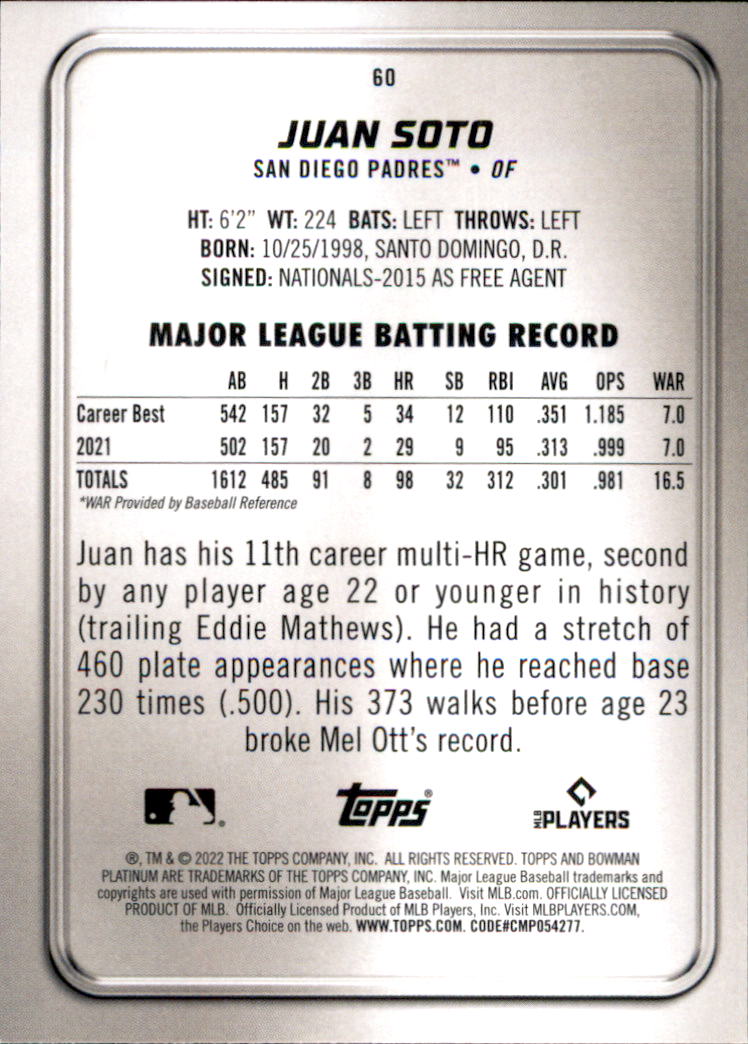 60
JUAN SOTO
SAN DIEGO PADRES™ • OF
HT: 6'2" WT: 224 BATS: LEFT THROWS: LEFT
BORN: 10/25/1998, SANTO DOMINGO, D.R.
SIGNED: NATIONALS-2015 AS FREE AGENT
MAJOR LEAGUE BATTING RECORD
AB H 2B 3B HR SB RBI AVG OPS WAR
Career Best 542 157 32 5 34 12 110 .351 1.185 7.0
2021 502 157 20 2 29 9 95 .313 .999 7.0
TOTALS 1612 485 91 8 98 32 312 .301 .981 16.5
*WAR Provided by Baseball Reference
Juan has his 11th career multi-HR game, second
by any player age 22 or younger in history
(trailing Eddie Mathews). He had a stretch of
460 plate appearances where he reached base
230 times (.500). His 373 walks before age 23
broke Mel Ott's record.
® Topps® MLB PLAYERS
®, TM & © 2022 THE TOPPS COMPANY, INC. ALL RIGHTS RESERVED. TOPPS AND BOWMAN
PLATINUM ARE TRADEMARKS OF THE TOPPS COMPANY, INC. Major League Baseball trademarks and
copyrights are used with permission of Major League Baseball. Visit MLB.com. OFFICIALLY LICENSED
PRODUCT OF MLB. Officially Licensed Product of MLB Players, Inc. Visit MLBPLAYERS.COM,
the Players Choice on the web. WWW.TOPPS.COM. CODE#CMP054277.